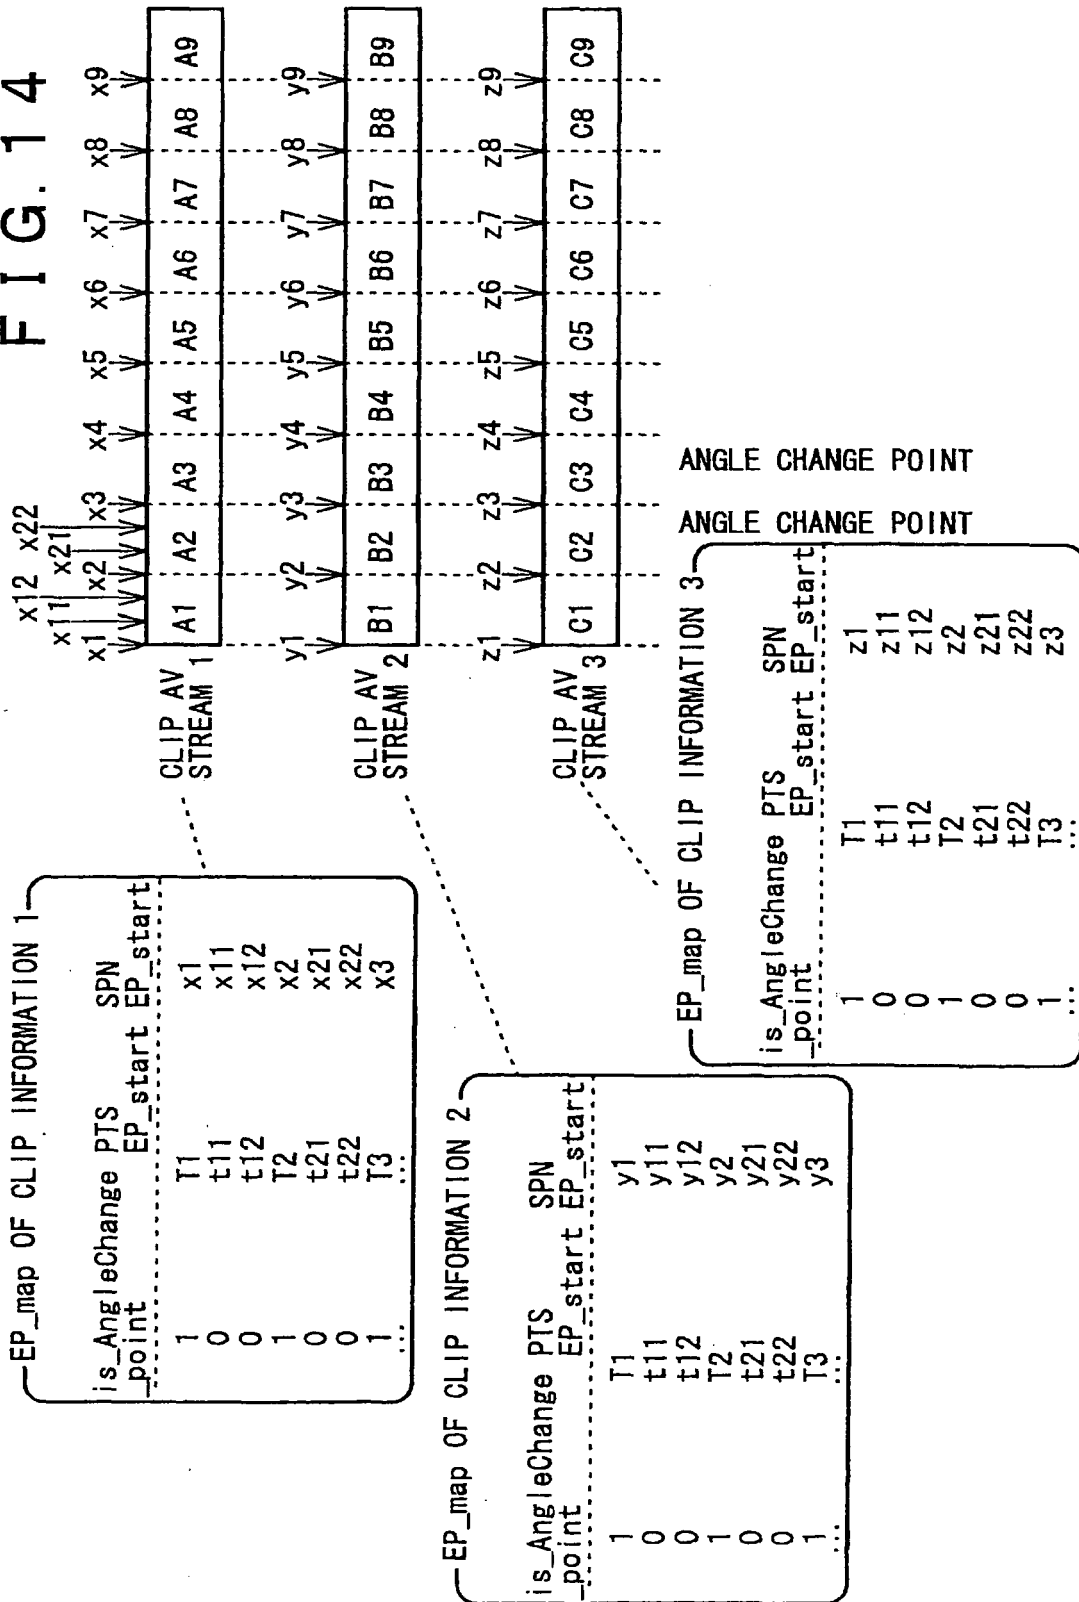 FIG. 14
EP_map OF CLIP INFORMATION 1
is_AngleChange PTS SPN
_point EP_start EP_start
1 T1 x1
0 t11 x11
0 t12 x12
1 T2 x2
0 t21 x21
0 t22 x22
1 T3 x3
... ...
EP_map OF CLIP INFORMATION 2
is_AngleChange PTS SPN
_point EP_start EP_start
1 T1 y1
0 t11 y11
0 t12 y12
1 T2 y2
0 t21 y21
0 t22 y22
1 T3 y3
... ...
EP_map OF CLIP INFORMATION 3
is_AngleChange PTS SPN
_point EP_start EP_start
1 T1 z1
0 t11 z11
0 t12 z12
1 T2 z2
0 t21 z21
0 t22 z22
1 T3 z3
... ...
x1 x11 x12 x2 x21 x22 x3 x4 x5 x6 x7 x8 x9
CLIP AV
STREAM 1
A1 A2 A3 A4 A5 A6 A7 A8 A9
y1 y2 y3 y4 y5 y6 y7 y8 y9
CLIP AV
STREAM 2
B1 B2 B3 B4 B5 B6 B7 B8 B9
z1 z2 z3 z4 z5 z6 z7 z8 z9
CLIP AV
STREAM 3
C1 C2 C3 C4 C5 C6 C7 C8 C9
ANGLE CHANGE POINT
ANGLE CHANGE POINT